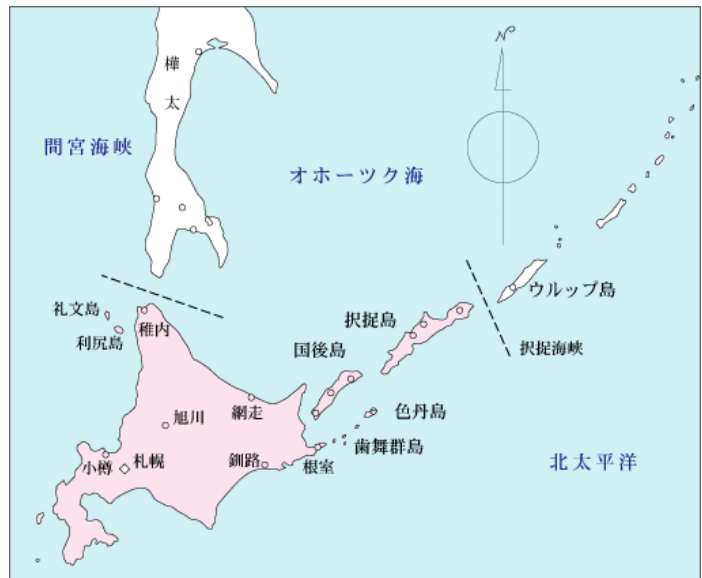 樺太
N
間宮海峡
オホーツク海
ウルップ島
礼文島
稚内
択捉島
利尻島
択捉海峡
国後島
網走
色丹島
旭川
歯舞群島
小樽
札幌
釧路
根室
北太平洋